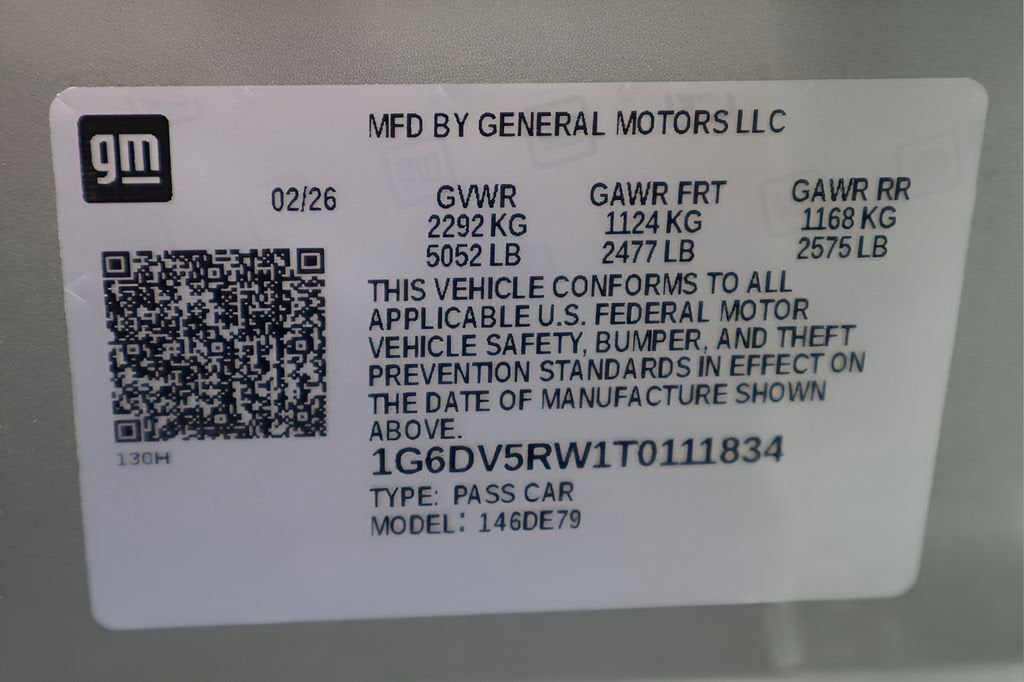 gm
MFD BY GENERAL MOTORS LLC
02/26
GVWR GAWR FRT GAWR RR
2292 KG 1124 KG 1168 KG
5052 LB 2477 LB 2575 LB
THIS VEHICLE CONFORMS TO ALL
APPLICABLE U.S. FEDERAL MOTOR
VEHICLE SAFETY, BUMPER, AND THEFT
PREVENTION STANDARDS IN EFFECT ON
THE DATE OF MANUFACTURE SHOWN
ABOVE.
130H
1G6DV5RW1T0111834
TYPE: PASS CAR
MODEL: 146DE79